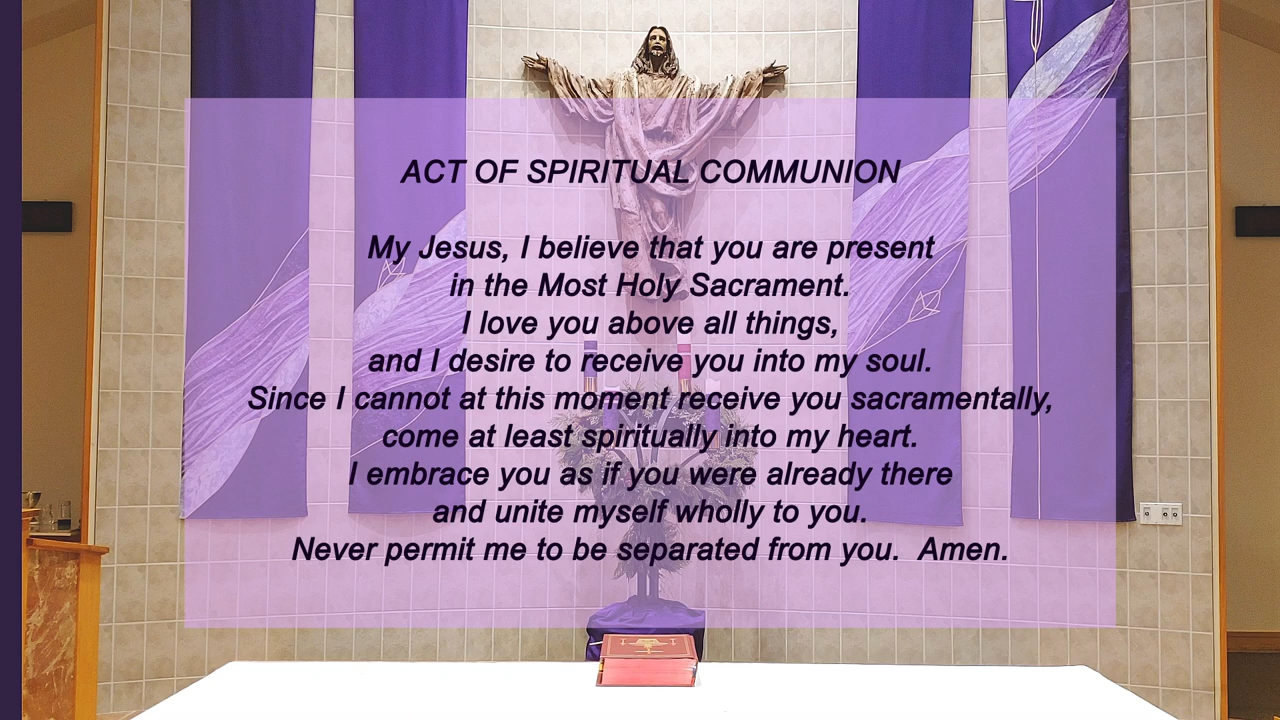 ACT OF SPIRITUAL COMMUNION
My Jesus, I believe that you are present
in the Most Holy Sacrament.
I love you above all things,
and I desire to receive you into my soul.
Since I cannot at this moment receive you sacramentally,
come at least spiritually into my heart.
I embrace you as if you were already there
and unite myself wholly to you.
Never permit me to be separated from you.  Amen.